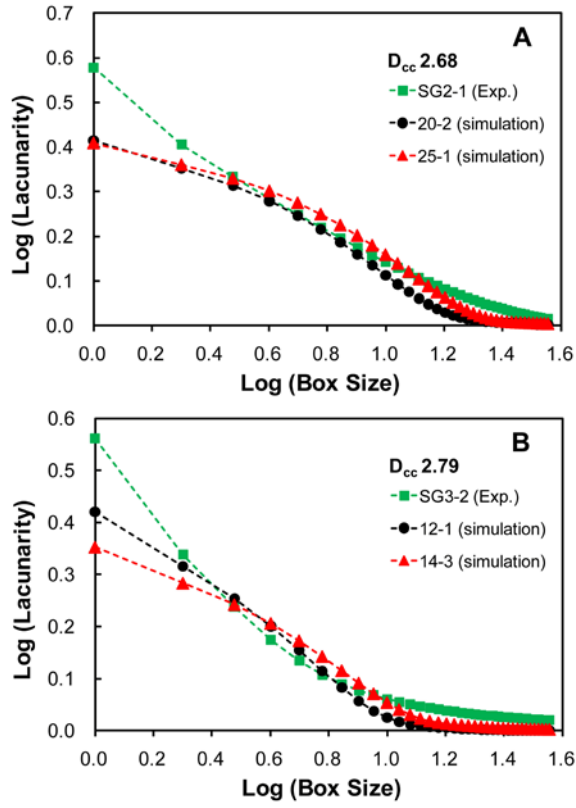 0.7
A
0.6
D_cc 2.68
SG2-1 (Exp.)
0.5
20-2 (simulation)
25-1 (simulation)
0.4
0.3
0.2
0.1
0.0
Log (Lacunarity)
0.0 0.2 0.4 0.6 0.8 1.0 1.2 1.4 1.6
Log (Box Size)
0.6
B
D_cc 2.79
0.5
SG3-2 (Exp.)
12-1 (simulation)
0.4
14-3 (simulation)
0.3
0.2
0.1
0.0
Log (Lacunarity)
0.0 0.2 0.4 0.6 0.8 1.0 1.2 1.4 1.6
Log (Box Size)